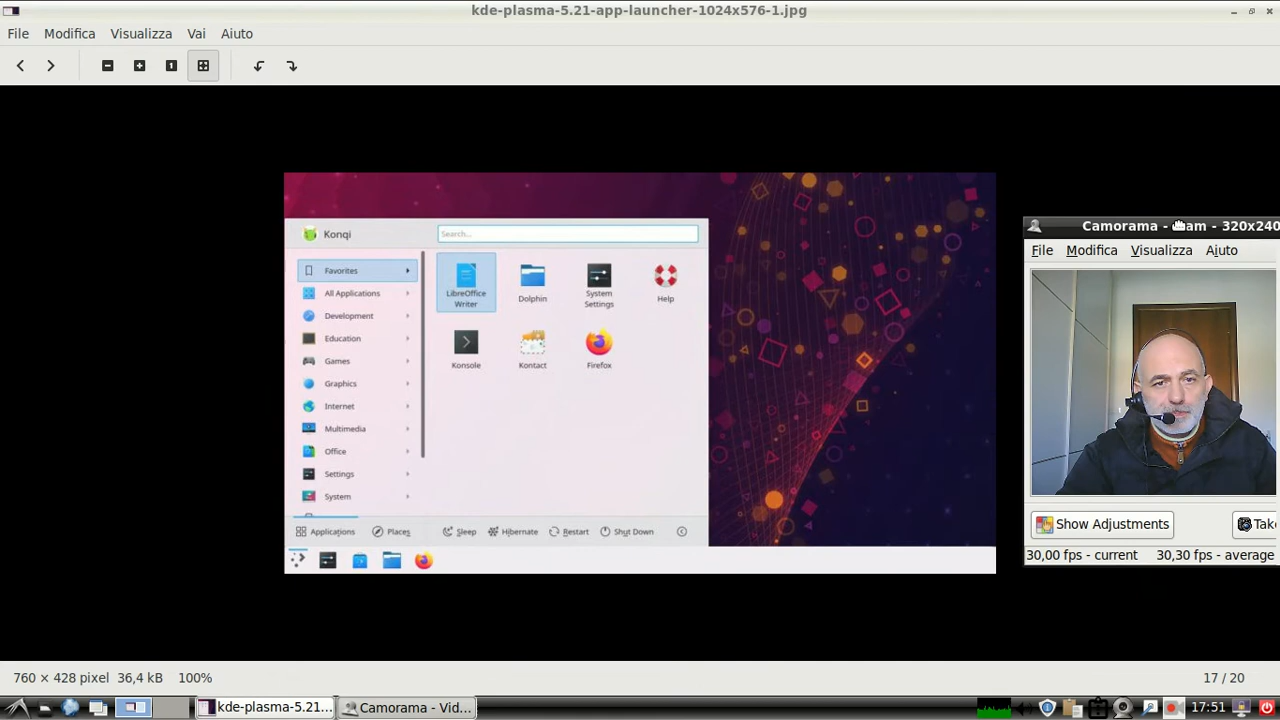 kde-plasma-5.21-app-launcher-1024x576-1.jpg
File Modifica Visualizza Vai Aiuto
Konqi
Search...
Favorites
All Applications
Development
Education
Games
Graphics
Internet
Multimedia
Office
Settings
System
LibreOffice Writer
Dolphin
System Settings
Help
Konsole
Kontact
Firefox
Applications Places Sleep Hibernate Restart Shut Down
Camorama - - 320x240
File Modifica Visualizza Aiuto
Show Adjustments
30,00 fps - current 30,30 fps - average
760 × 428 pixel 36,4 kB 100%
17 / 20
kde-plasma-5.21... Camorama - Vid...
17:51